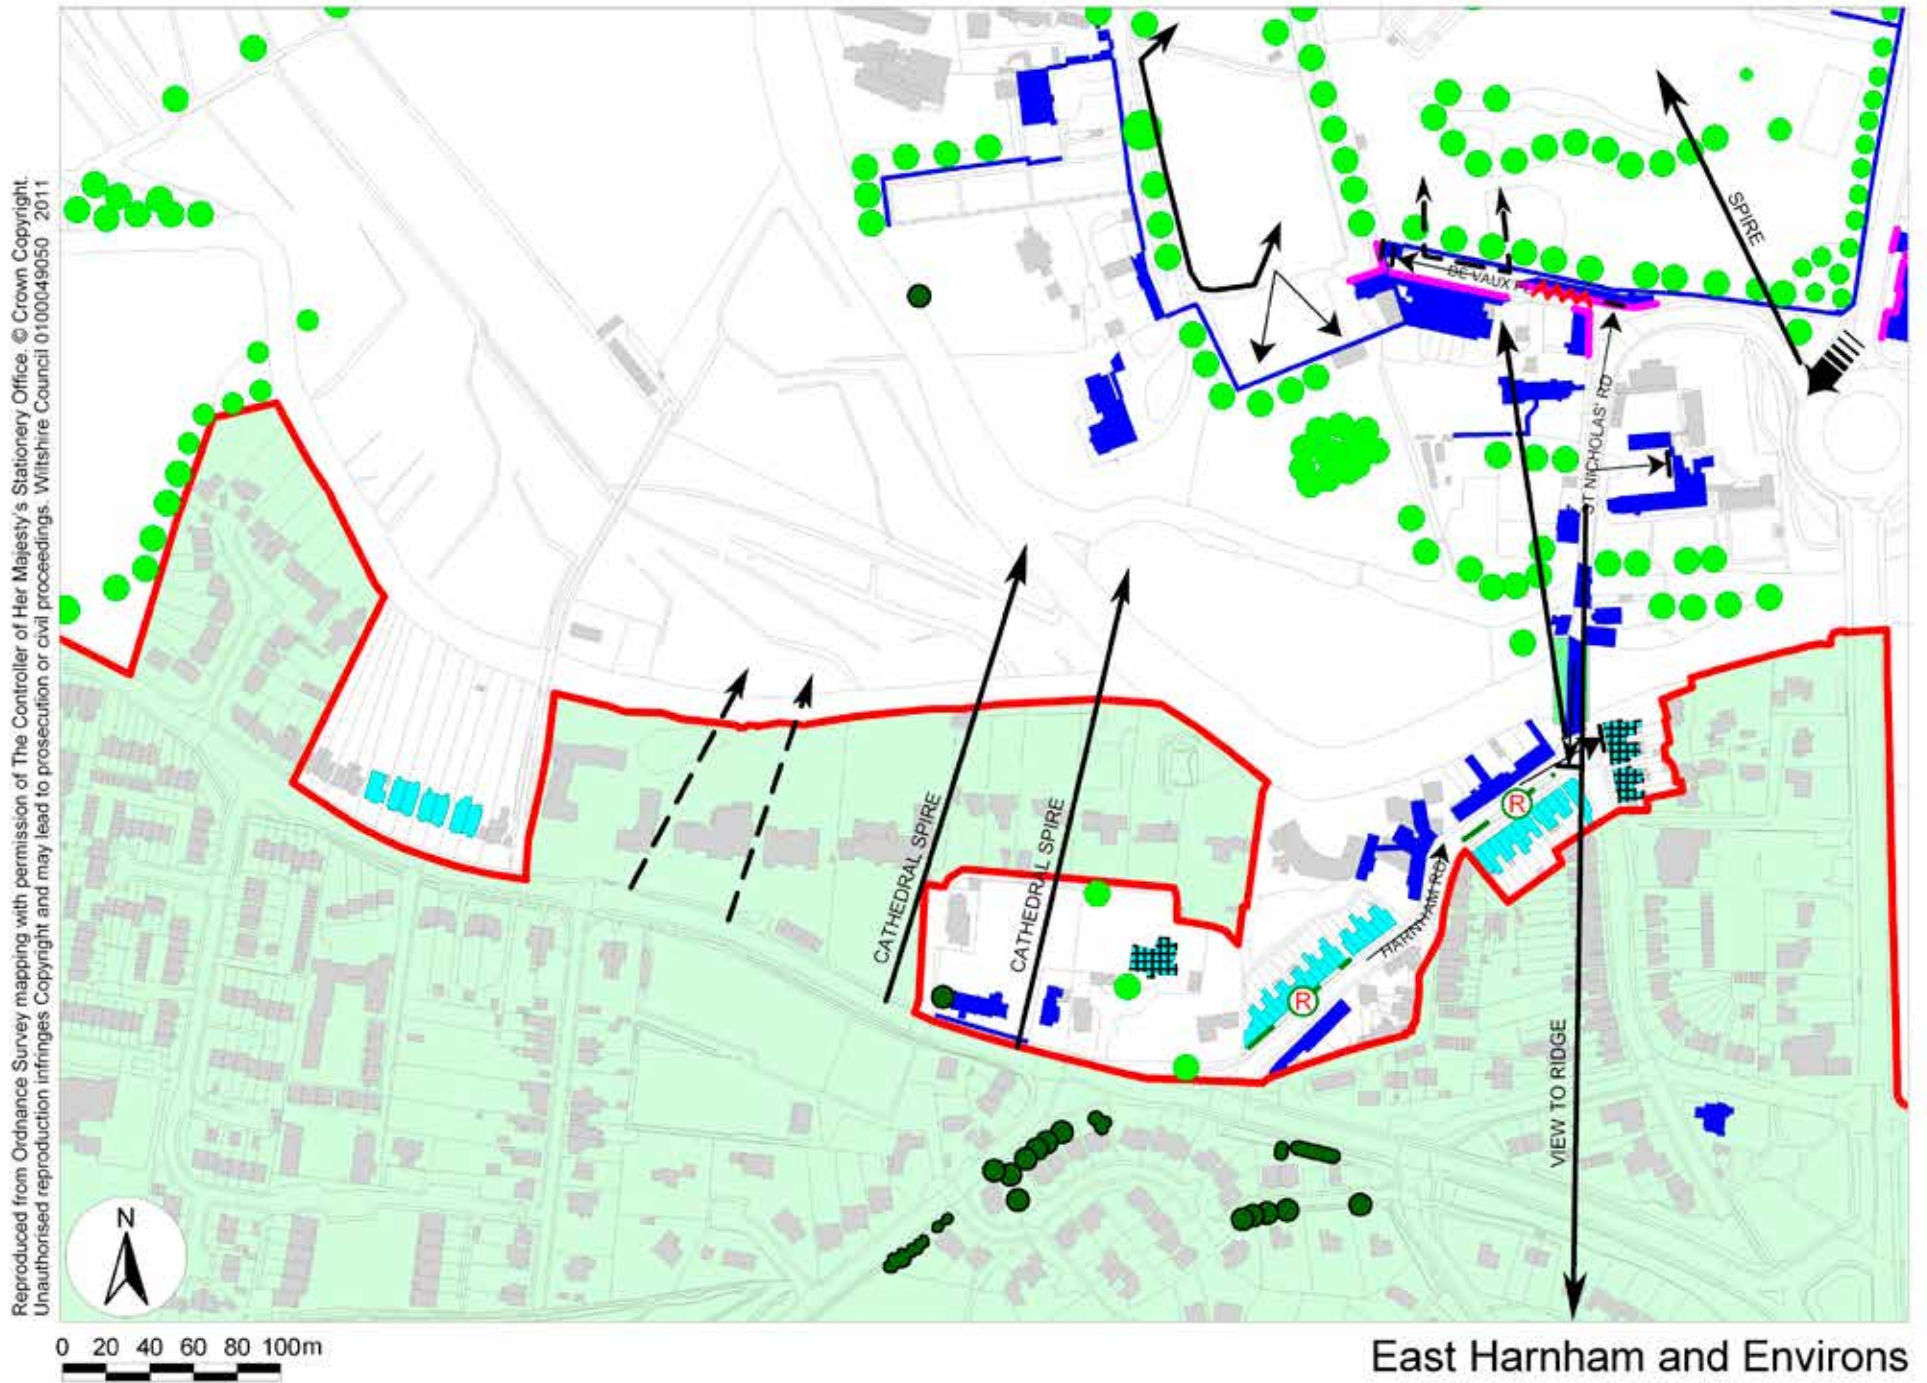 Reproduced from Ordnance Survey mapping with permission of The Controller of Her Majesty's Stationery Office. © Crown Copyright.
Unauthorised reproduction infringes Copyright and may lead to prosecution or civil proceedings. Wiltshire Council 0100049050 2011
SPIRE
DE VAUX PL
ST NICHOLAS' RD
CATHEDRAL SPIRE
CATHEDRAL SPIRE
R
HARNHAM RD
R
VIEW TO RIDGE
N
0 20 40 60 80 100m
East Harnham and Environs